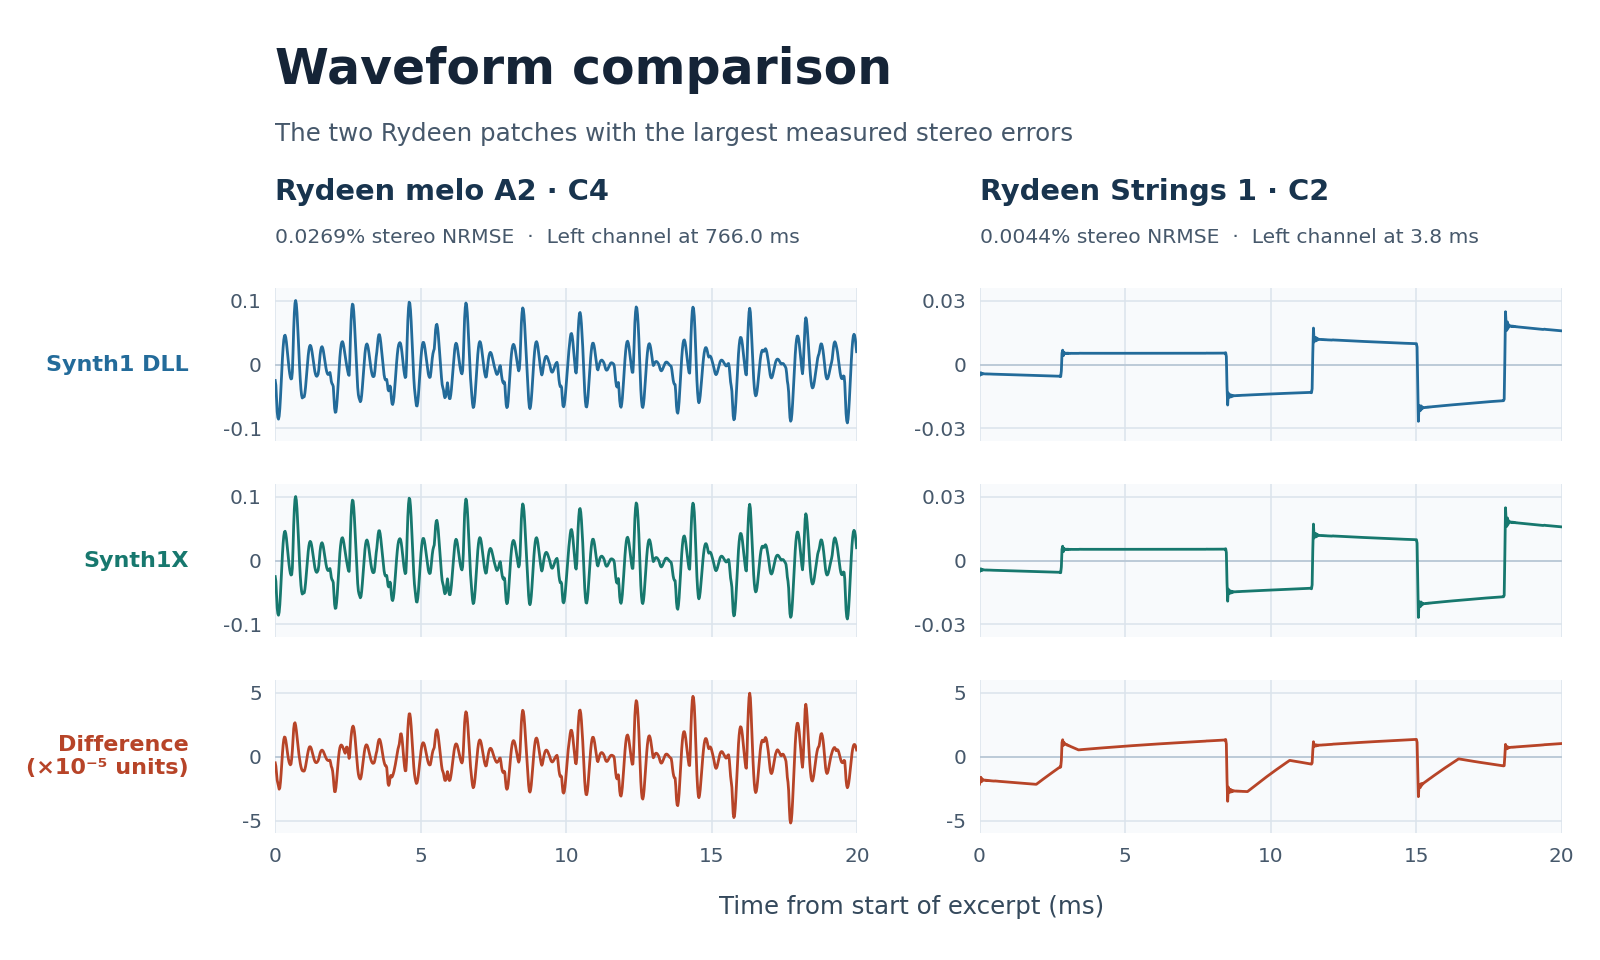 Waveform comparison
The two Rydeen patches with the largest measured stereo errors
Rydeen melo A2 · C4
0.0269% stereo NRMSE · Left channel at 766.0 ms
Rydeen Strings 1 · C2
0.0044% stereo NRMSE · Left channel at 3.8 ms
Synth1 DLL
0.1
0
-0.1
0.03
0
-0.03
Synth1X
0.1
0
-0.1
0.03
0
-0.03
Difference
(×10⁻⁵ units)
5
0
-5
5
0
-5
0 5 10 15 20
0 5 10 15 20
Time from start of excerpt (ms)